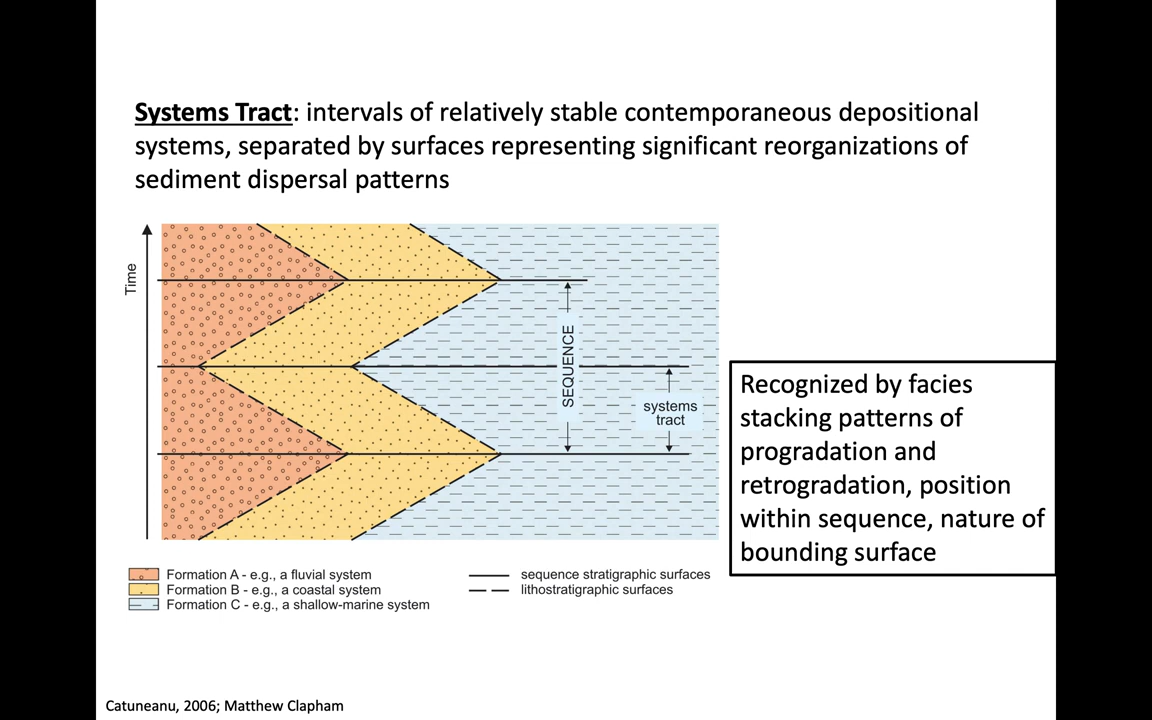 Systems Tract: intervals of relatively stable contemporaneous depositional
systems, separated by surfaces representing significant reorganizations of
sediment dispersal patterns
Time
SEQUENCE
systems
tract
Recognized by facies
stacking patterns of
progradation and
retrogradation, position
within sequence, nature of
bounding surface
Formation A - e.g., a fluvial system
Formation B - e.g., a coastal system
Formation C - e.g., a shallow-marine system
sequence stratigraphic surfaces
lithostratigraphic surfaces
Catuneanu, 2006; Matthew Clapham